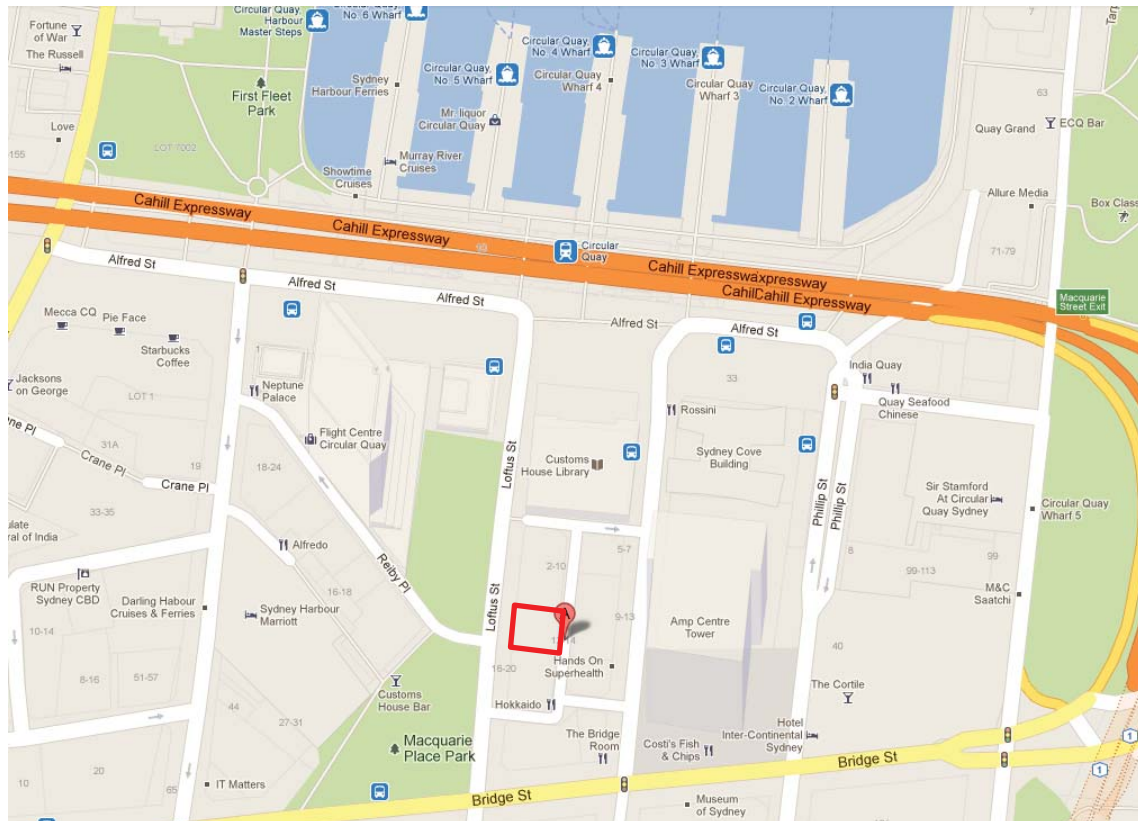 Circular Quay,
Harbour
Master Steps
Circular Quay,
No. 6 Wharf
Fortune
of War
The Russell
Circular Quay,
No. 4 Wharf
Circular Quay,
No. 3 Wharf
Circular Quay,
No. 5 Wharf
Circular Quay,
No. 2 Wharf
Sydney
Harbour Ferries
Circular Quay
Wharf 4
Circular Quay
Wharf 3
First Fleet
Park
63
Mr. liquor
Circular Quay
Quay Grand
ECQ Bar
Love
-155
LOT 7002
Murray River
Cruises
Showtime
Cruises
Allure Media
Box Class
Cahill Expressway
Cahill Expressway
Circular
Quay
71-79
Cahill Expresswaxpressway
CahilCahill Expressway
Macquarie
Street Exit
Alfred St
Alfred St
Alfred St
Alfred St
Mecca CQ
Pie Face
Starbucks
Coffee
1
India Quay
Jacksons
on George
LOT 1
Neptune
Palace
33
Quay Seafood
Chinese
Rossini
31A
Crane Pl
Crane Pl
19
18-24
Flight Centre
Circular Quay
Loftus St
Customs
House Library
Sydney Cove
Building
Phillip St
Phillip St
Sir Stamford
At Circular
Quay Sydney
Circular Quay
Wharf 5
33-35
ulate
ral of India
Alfredo
Reiby Pl
5-7
2-10
8
99
99-113
RUN Property
Sydney CBD
Darling Habour
Cruises & Ferries
16-18
Sydney Harbour
Marriott
Loftus St
A
9-13
Amp Centre
Tower
M&C
Saatchi
10-14
16-20
Hands On
Superhealth
40
8-16
51-57
Customs
House Bar
Hokkaido
The Cortile
44
27-31
Macquarie
Place Park
The Bridge
Room
Costi's Fish
& Chips
Hotel
Inter-Continental
Sydney
1
1
10
20
65
IT Matters
Bridge St
Bridge St
Museum
of Sydney